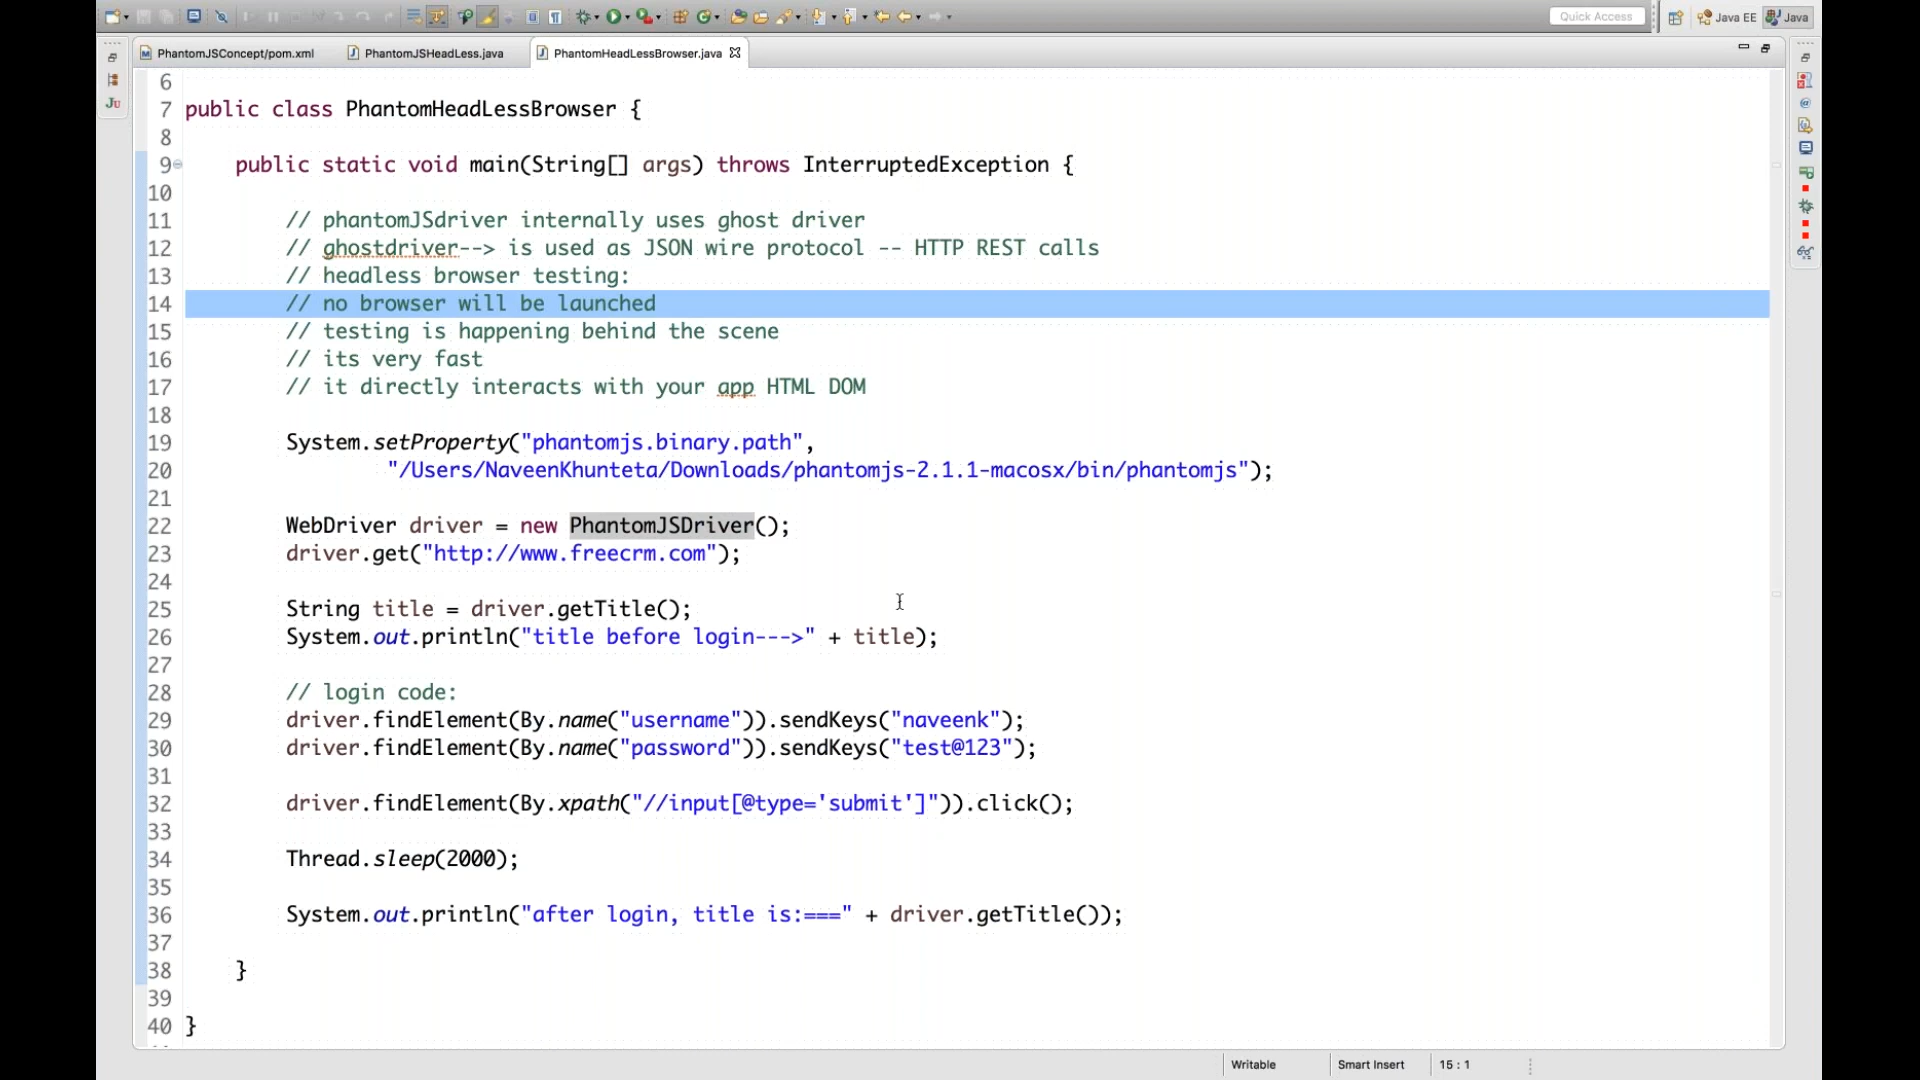 Quick Access
Java EE
Java
PhantomJSConcept/pom.xml
PhantomJSHeadLess.java
PhantomHeadLessBrowser.java
Ju
6
7 public class PhantomHeadLessBrowser {
8
9 public static void main(String[] args) throws InterruptedException {
10
11 // phantomJSdriver internally uses ghost driver
12 // ghostdriver--> is used as JSON wire protocol -- HTTP REST calls
13 // headless browser testing:
14 // no browser will be launched
15 // testing is happening behind the scene
16 // its very fast
17 // it directly interacts with your app HTML DOM
18
19 System.setProperty("phantomjs.binary.path",
20 "/Users/NaveenKhunteta/Downloads/phantomjs-2.1.1-macosx/bin/phantomjs");
21
22 WebDriver driver = new PhantomJSDriver();
23 driver.get("http://www.freecrm.com");
24
25 String title = driver.getTitle();
26 System.out.println("title before login--->" + title);
27
28 // login code:
29 driver.findElement(By.name("username")).sendKeys("naveenk");
30 driver.findElement(By.name("password")).sendKeys("test@123");
31
32 driver.findElement(By.xpath("//input[@type='submit']")).click();
33
34 Thread.sleep(2000);
35
36 System.out.println("after login, title is:===" + driver.getTitle());
37
38 }
39
40 }
Writable
Smart Insert
15 : 1